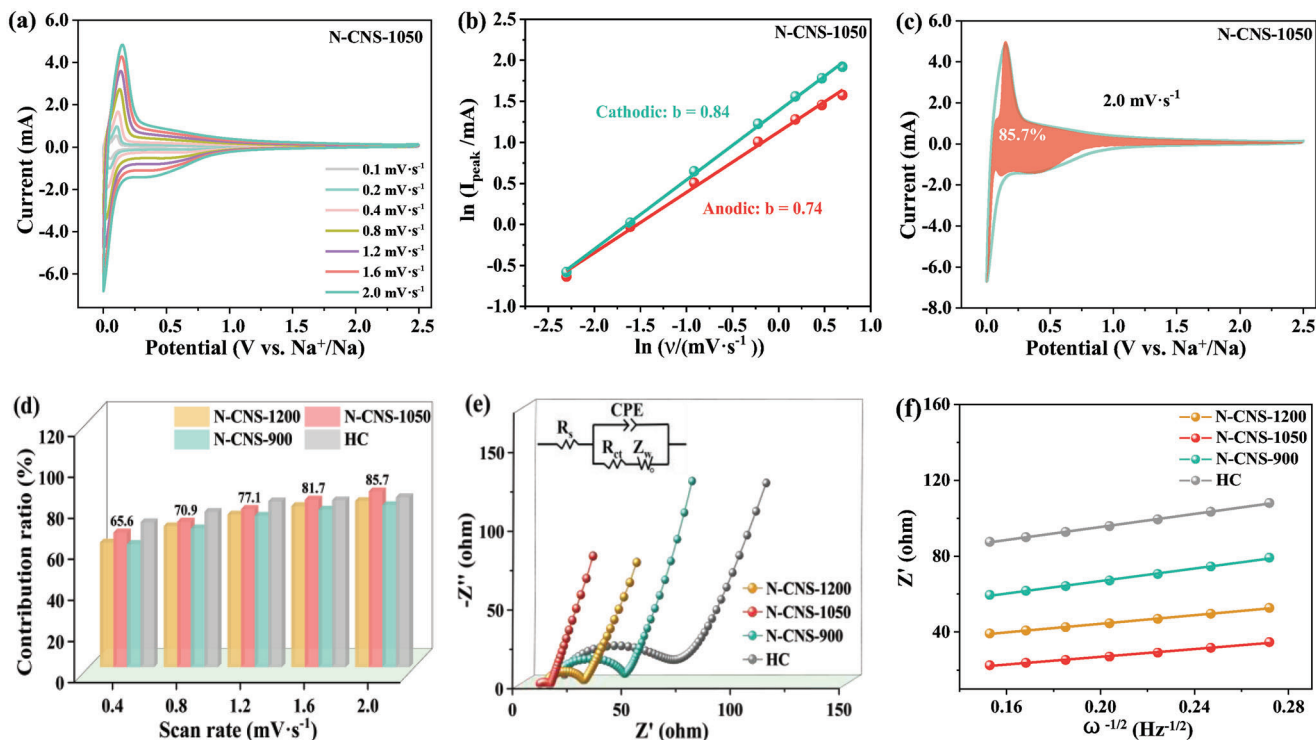 (a)
N-CNS-1050
6.0
4.0
2.0
0.0
-2.0
-4.0
6.0
Current (mA)
0.1 mV·s⁻¹
0.2 mV·s⁻¹
0.4 mV·s⁻¹
0.8 mV·s⁻¹
1.2 mV·s⁻¹
1.6 mV·s⁻¹
2.0 mV·s⁻¹
0.0 0.5 1.0 1.5 2.0 2.5
Potential (V vs. Na⁺/Na)
(b)
N-CNS-1050
2.5
2.0
1.5
1.0
0.5
0.0
-0.5
-1.0
ln (Ipeak /mA)
Cathodic: b = 0.84
Anodic: b = 0.74
-2.5 -2.0 -1.5 -1.0 -0.5 0.0 0.5 1.0
ln (ν/(mV·s⁻¹ ))
(c)
N-CNS-1050
6.0
4.0
2.0
0.0
-2.0
-4.0
-6.0
-8.0
Current (mA)
2.0 mV·s⁻¹
85.7%
0.0 0.5 1.0 1.5 2.0 2.5
Potential (V vs. Na⁺/Na)
(d)
N-CNS-1200 N-CNS-1050
N-CNS-900 HC
120
100
80
60
40
20
0
Contribution ratio (%)
65.6 70.9 77.1 81.7 85.7
0.4 0.8 1.2 1.6 2.0
Scan rate (mV·s⁻¹)
(e)
CPE
Rs
Rct Zwo
150
100
50
0
-Z'' (ohm)
N-CNS-1200
N-CNS-1050
N-CNS-900
HC
0 50 100 150
Z' (ohm)
(f)
N-CNS-1200
N-CNS-1050
N-CNS-900
HC
160
120
80
40
Z' (ohm)
0.16 0.20 0.24 0.28
ω -1/2 (Hz-1/2)